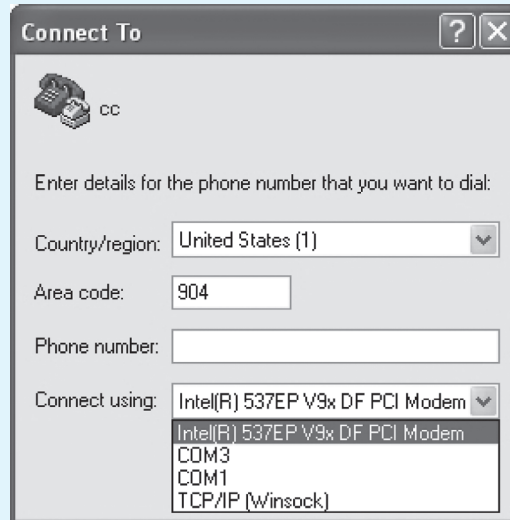 Connect To
cc
Enter details for the phone number that you want to dial:
Country/region: United States (1)
Area code: 904
Phone number:
Connect using: Intel(R) 537EP V9x DF PCI Modem
Intel(R) 537EP V9x DF PCI Modem
COM3
COM1
TCP/IP (Winsock)